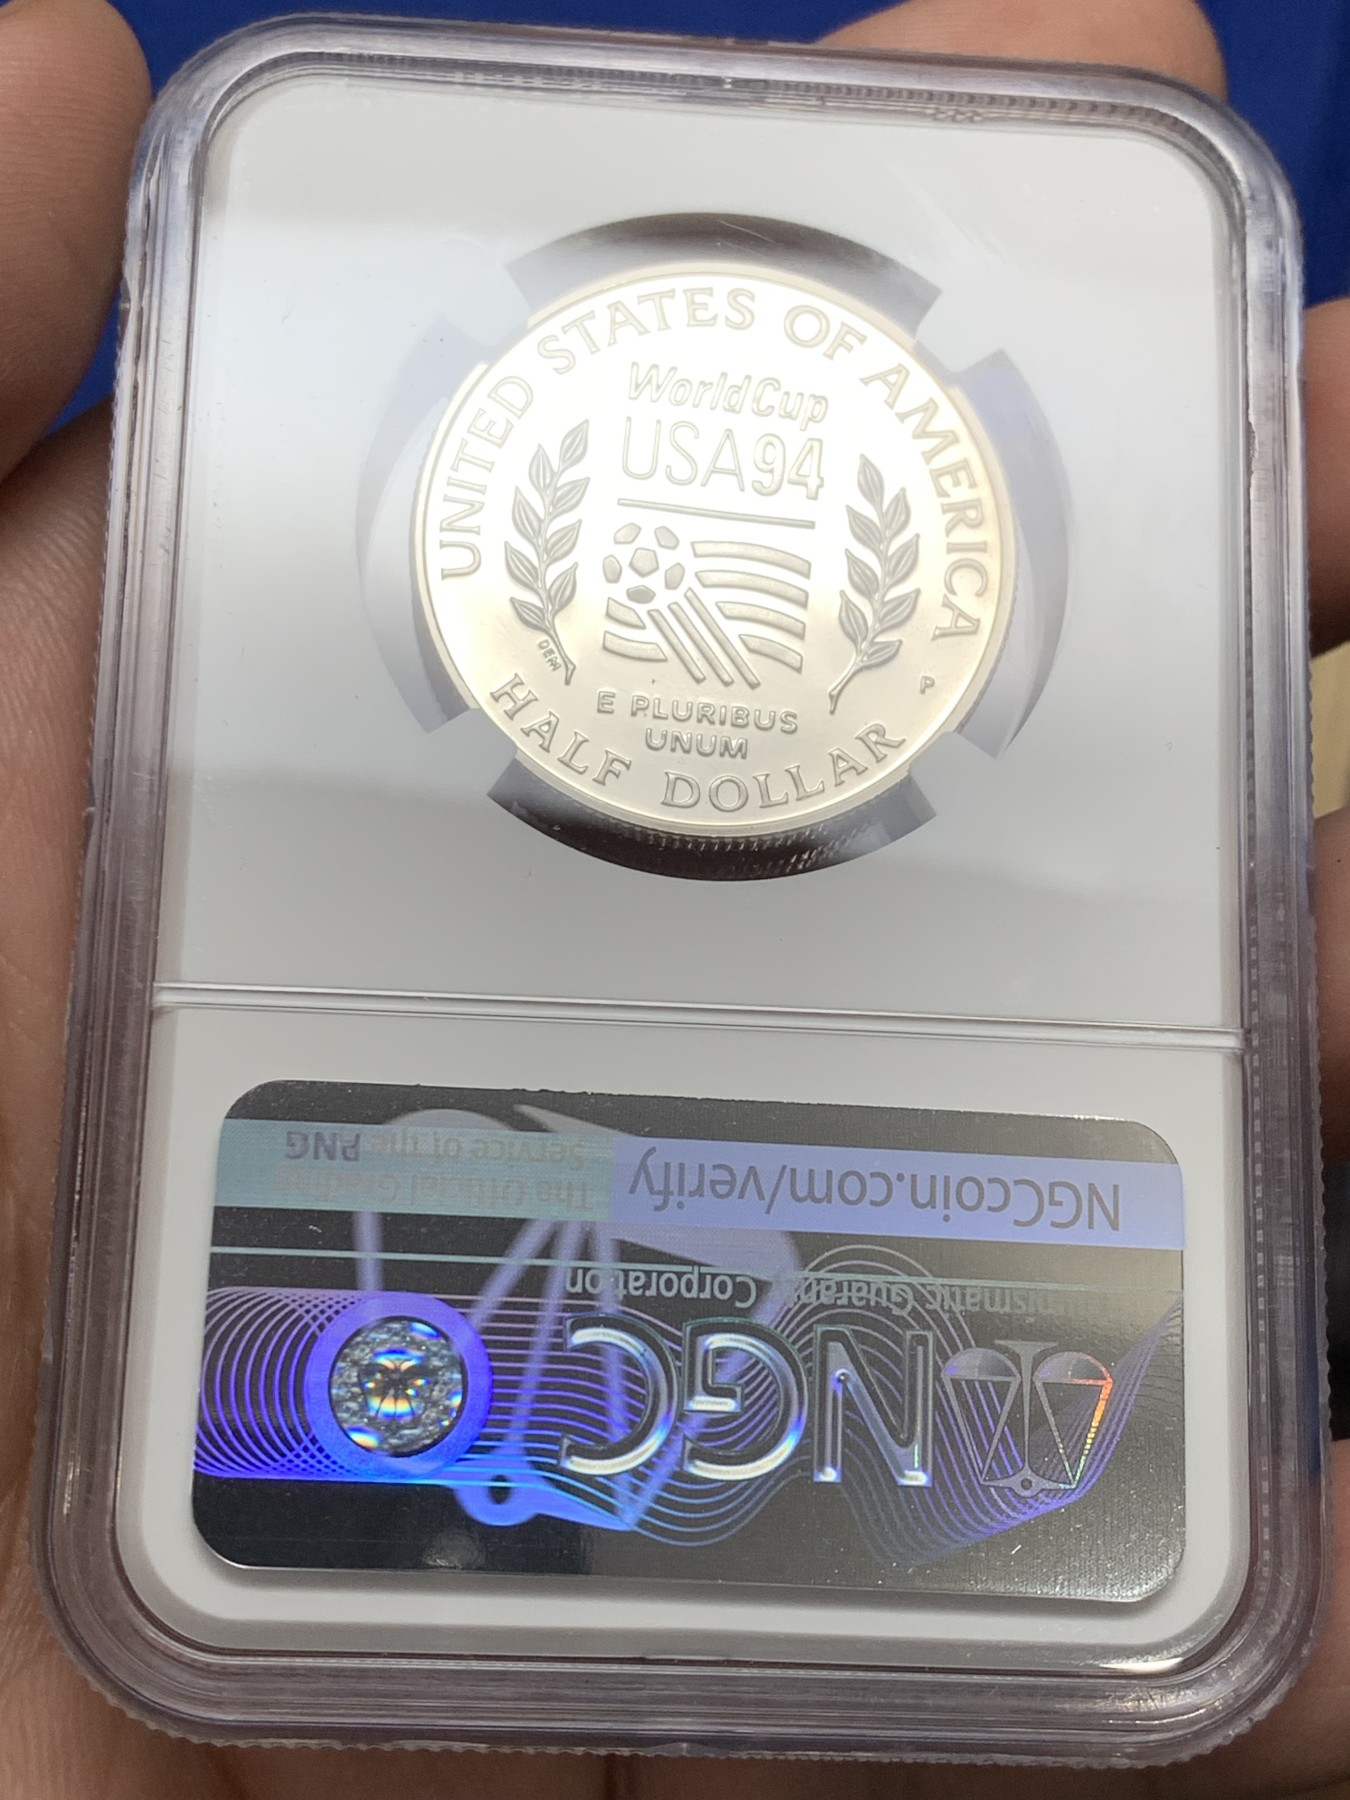 UNITED STATES OF AMERICA
WorldCup
USA94
DEM
P
E PLURIBUS
UNUM
HALF DOLLAR
NGC
Numismatic Guaranty Corporation
NGCcoin.com/verify
The Official Grading
Service of the PNG